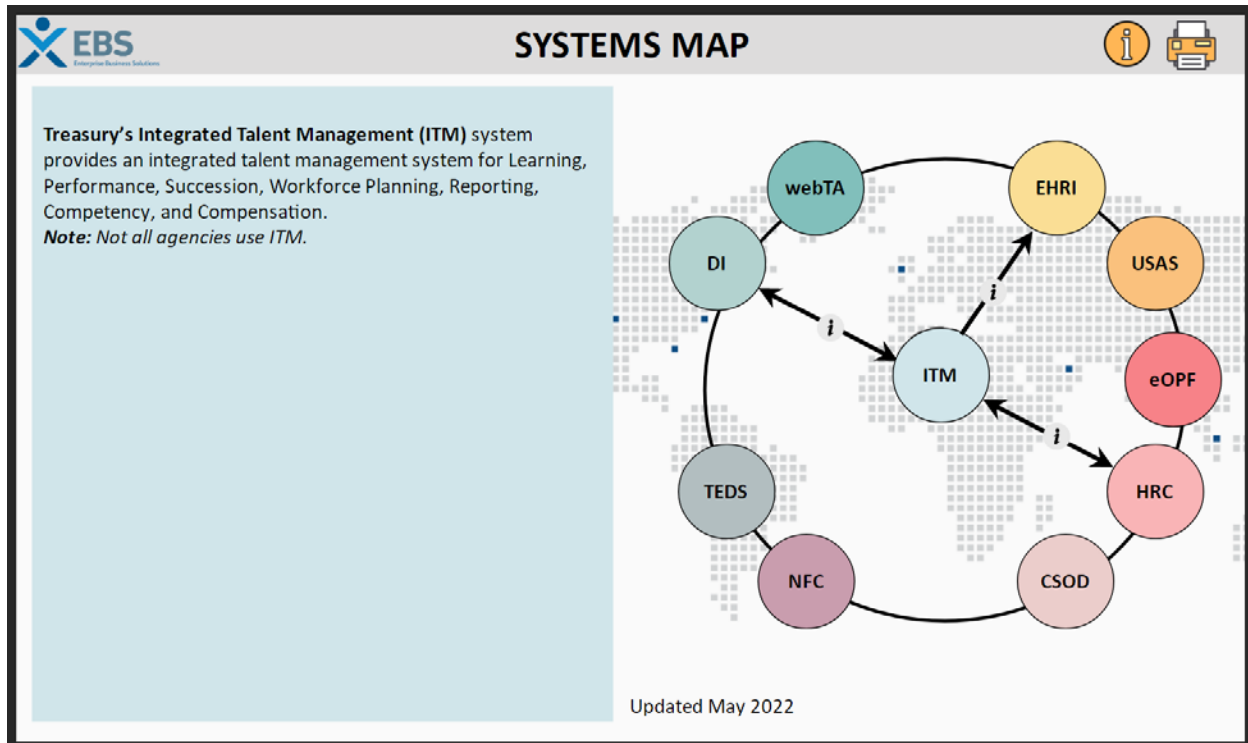 EBS
Enterprise Business Solutions
SYSTEMS MAP
i
Treasury's Integrated Talent Management (ITM) system
provides an integrated talent management system for Learning,
Performance, Succession, Workforce Planning, Reporting,
Competency, and Compensation.
Note: Not all agencies use ITM.
webTA
EHRI
DI
USAS
i
i
ITM
eOPF
i
TEDS
HRC
NFC
CSOD
Updated May 2022